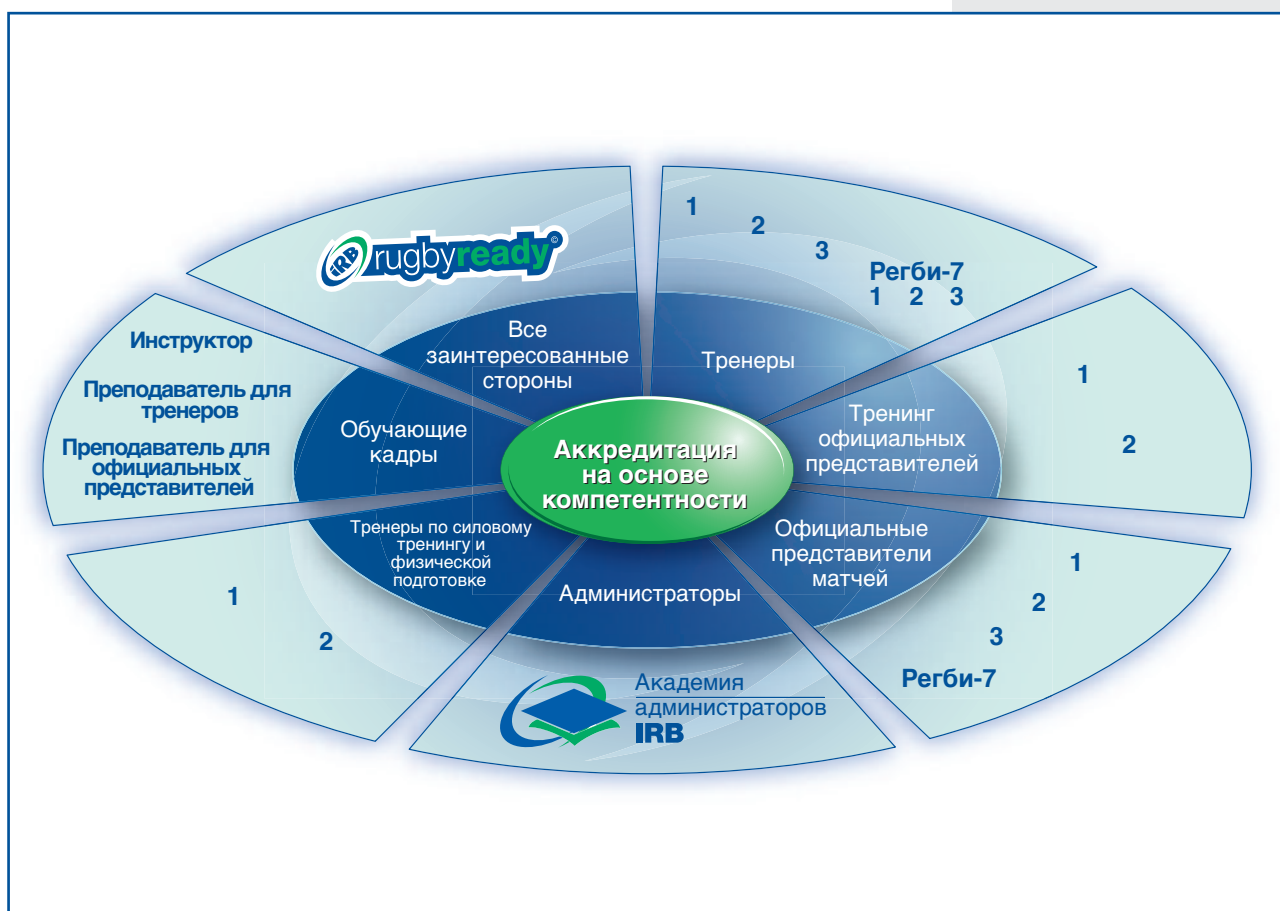 IRB rugbyready©
1
2
3
Регби-7
1 2 3
Инструктор
Преподаватель для
тренеров
Преподаватель для
официальных
представителей
Все
заинтересованные
стороны
Тренеры
1
2
Обучающие
кадры
Аккредитация
на основе
компетентности
Тренинг
официальных
представителей
Тренеры по силовому
тренингу и
физической
подготовке
Администраторы
Официальные
представители
матчей
1
2
3
Регби-7
1
2
Академия
администраторов
IRB